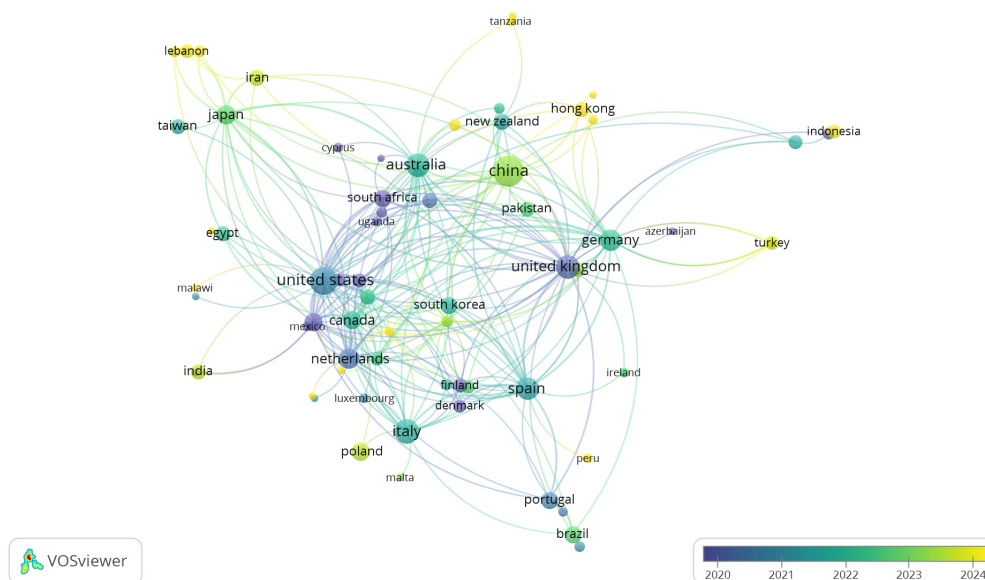 tanzania
lebanon
iran
hong kong
japan
new zealand
taiwan
indonesia
cyprus
australia
china
south africa
pakistan
uganda
egypt
azerbaijan
germany
turkey
united kingdom
united states
malawi
south korea
mexico
canada
netherlands
india
ireland
finland
spain
luxembourg
denmark
italy
poland
peru
malta
portugal
brazil
VOSviewer
2020 2021 2022 2023 2024